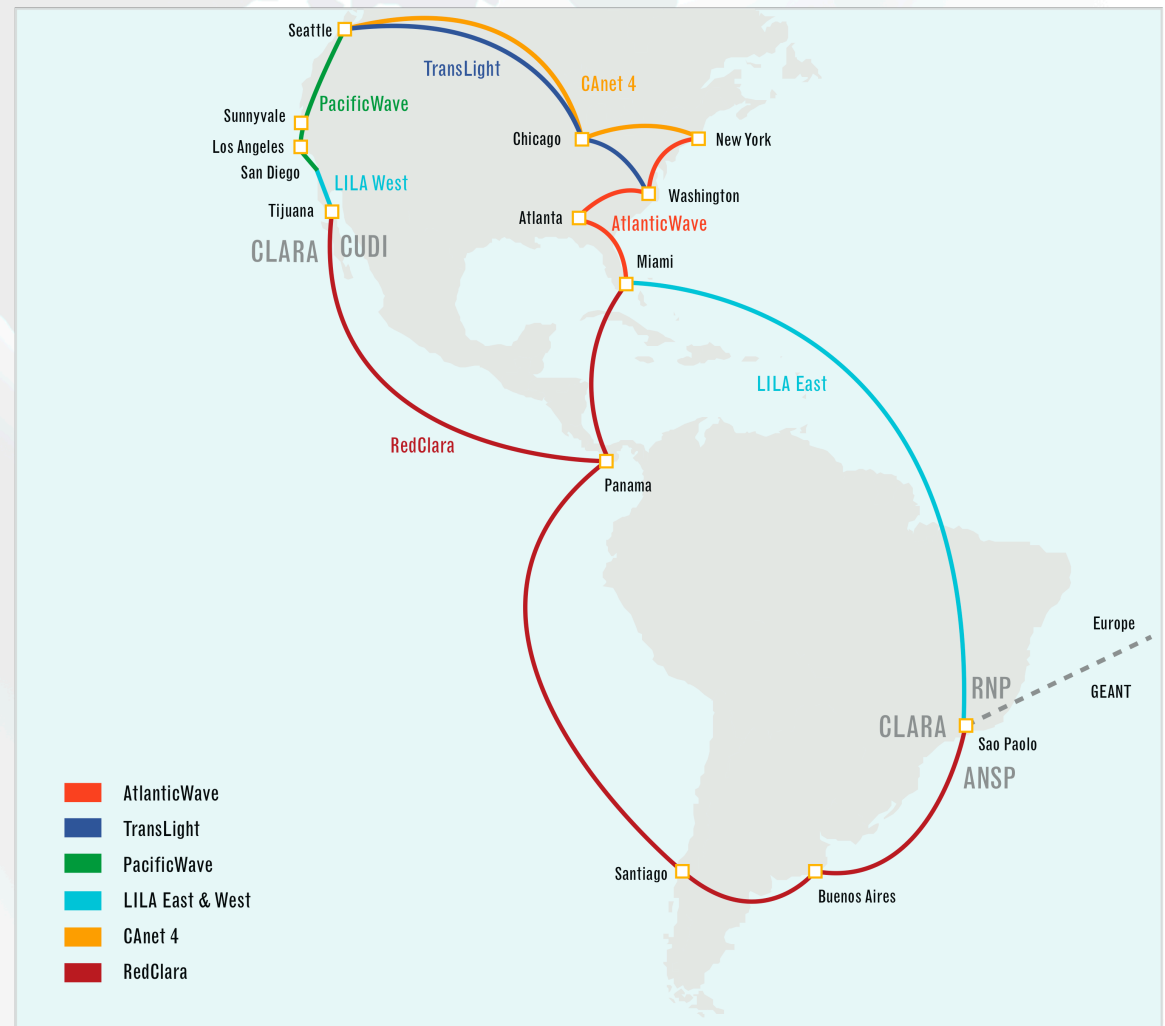 Seattle
TransLight
CAnet 4
PacificWave
Sunnyvale
Chicago
New York
Los Angeles
San Diego
LILA West
Washington
Tijuana
Atlanta
AtlanticWave
CLARA
CUDI
Miami
LILA East
RedClara
Panama
Europe
RNP
GEANT
CLARA
Sao Paolo
ANSP
Santiago
Buenos Aires
AtlanticWave
TransLight
PacificWave
LILA East & West
CAnet 4
RedClara